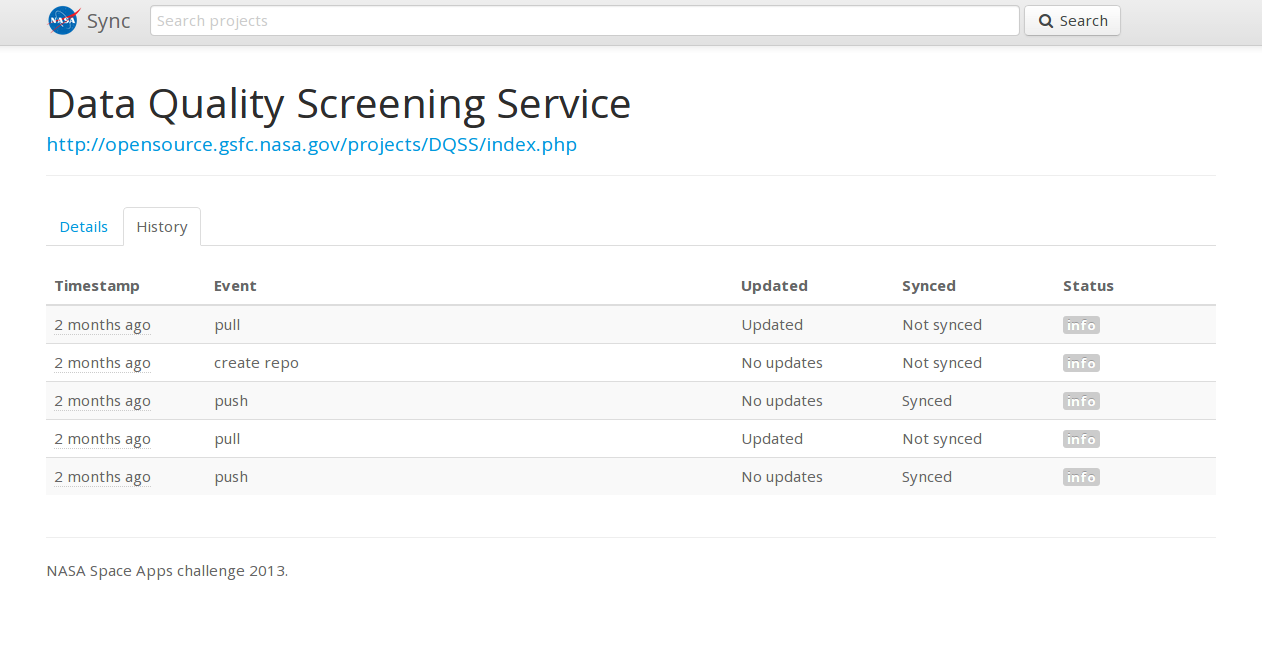 NASA Sync Search projects Search
Data Quality Screening Service
http://opensource.gsfc.nasa.gov/projects/DQSS/index.php
Details History
Timestamp Event Updated Synced Status
2 months ago pull Updated Not synced info
2 months ago create repo No updates Not synced info
2 months ago push No updates Synced info
2 months ago pull Updated Not synced info
2 months ago push No updates Synced info
NASA Space Apps challenge 2013.